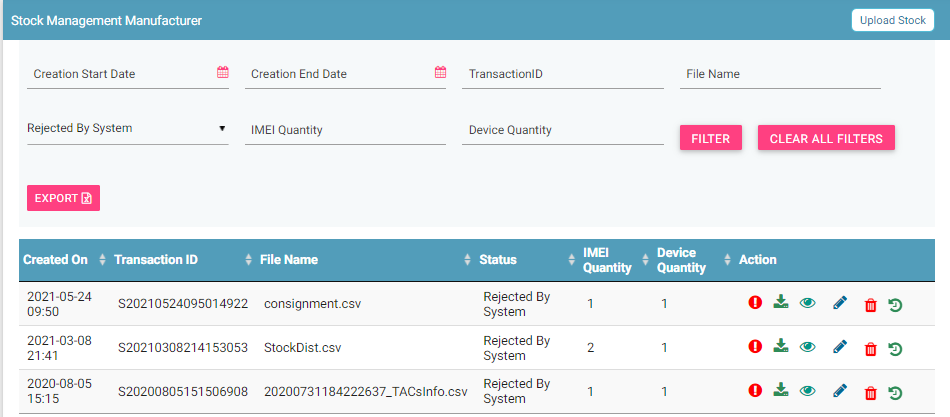 Stock Management Manufacturer
Upload Stock
Creation Start Date
Creation End Date
TransactionID
File Name
Rejected By System
IMEI Quantity
Device Quantity
FILTER
CLEAR ALL FILTERS
EXPORT
Created On Transaction ID File Name Status IMEI Quantity Device Quantity Action
2021-05-24 09:50 S20210524095014922 consignment.csv Rejected By System 1 1
2021-03-08 21:41 S20210308214153053 StockDist.csv Rejected By System 2 1
2020-08-05 15:15 S20200805151506908 20200731184222637_TACsInfo.csv Rejected By System 1 1